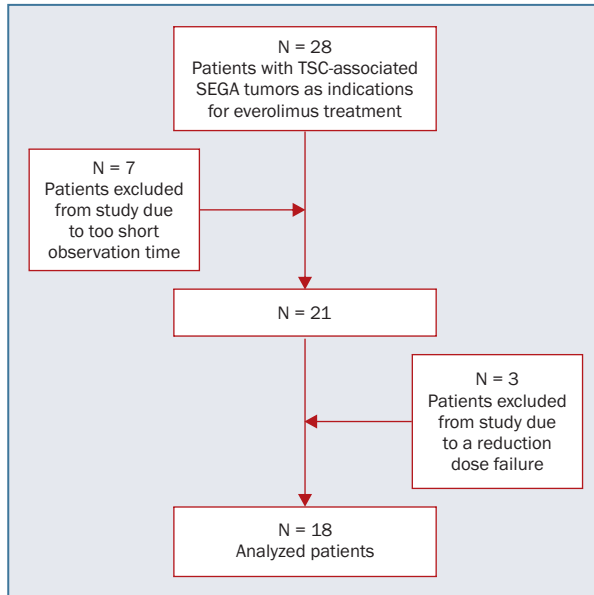 N = 28
Patients with TSC-associated
SEGA tumors as indications
for everolimus treatment
N = 7
Patients excluded
from study due
to too short
observation time
N = 21
N = 3
Patients excluded
from study due
to a reduction
dose failure
N = 18
Analyzed patients